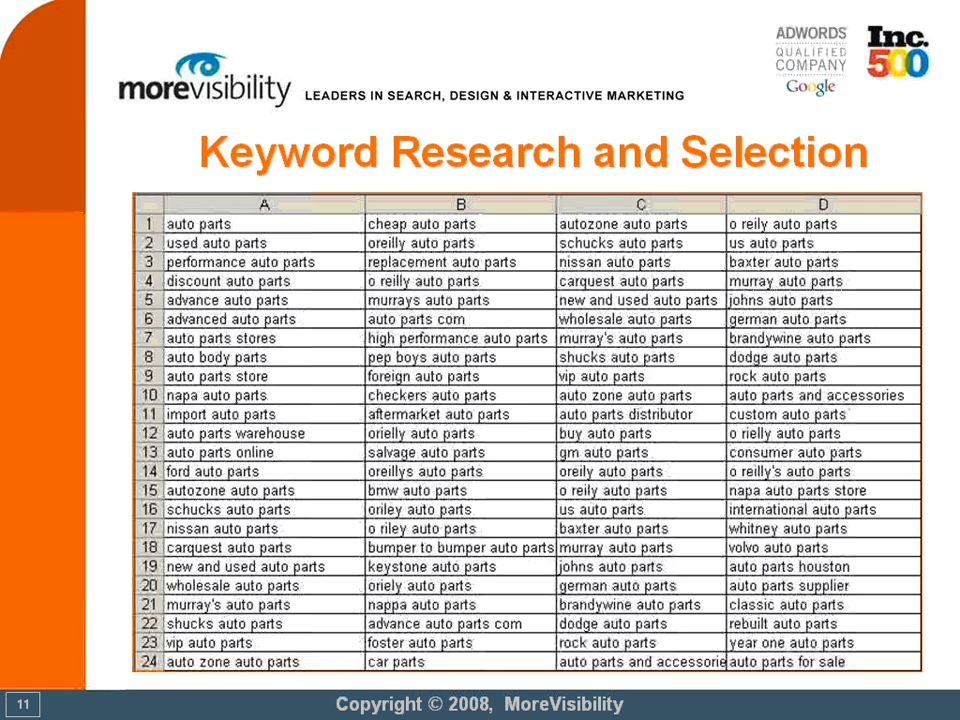 ADWORDS
QUALIFIED
COMPANY
Google
Inc.
500
morevisibility LEADERS IN SEARCH, DESIGN & INTERACTIVE MARKETING
Keyword Research and Selection
A B C D
1 auto parts cheap auto parts autozone auto parts o reily auto parts
2 used auto parts oreilly auto parts schucks auto parts us auto parts
3 performance auto parts replacement auto parts nissan auto parts baxter auto parts
4 discount auto parts o reilly auto parts carquest auto parts murray auto parts
5 advance auto parts murrays auto parts new and used auto parts johns auto parts
6 advanced auto parts auto parts com wholesale auto parts german auto parts
7 auto parts stores high performance auto parts murray's auto parts brandywine auto parts
8 auto body parts pep boys auto parts shucks auto parts dodge auto parts
9 auto parts store foreign auto parts vip auto parts rock auto parts
10 napa auto parts checkers auto parts auto zone auto parts auto parts and accessories
11 import auto parts aftermarket auto parts auto parts distributor custom auto parts
12 auto parts warehouse orielly auto parts buy auto parts o rielly auto parts
13 auto parts online salvage auto parts gm auto parts consumer auto parts
14 ford auto parts oreillys auto parts oreily auto parts o reilly's auto parts
15 autozone auto parts bmw auto parts o reily auto parts napa auto parts store
16 schucks auto parts oriley auto parts us auto parts international auto parts
17 nissan auto parts o riley auto parts baxter auto parts whitney auto parts
18 carquest auto parts bumper to bumper auto parts murray auto parts volvo auto parts
19 new and used auto parts keystone auto parts johns auto parts auto parts houston
20 wholesale auto parts oriely auto parts german auto parts auto parts supplier
21 murray's auto parts nappa auto parts brandywine auto parts classic auto parts
22 shucks auto parts advance auto parts com dodge auto parts rebuilt auto parts
23 vip auto parts foster auto parts rock auto parts year one auto parts
24 auto zone auto parts car parts auto parts and accessorie auto parts for sale
11 Copyright © 2008, MoreVisibility